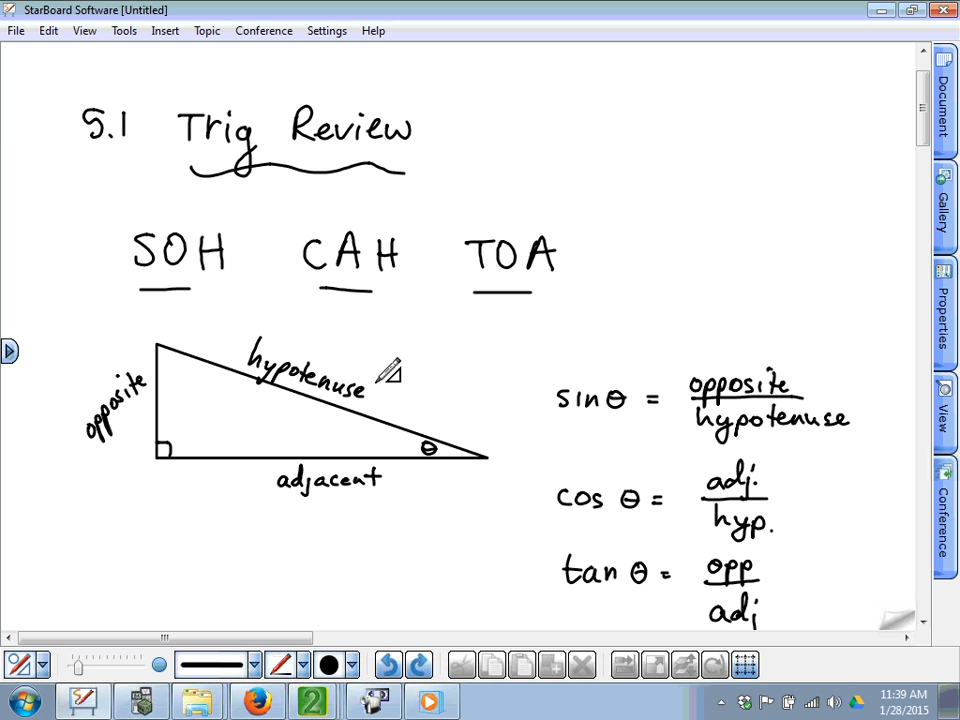 StarBoard Software [Untitled]
File Edit View Tools Insert Topic Conference Settings Help
5.1 Trig Review
SOH CAH TOA
hypotenuse
opposite
θ
adjacent
sin θ = opposite
hypotenuse
cos θ = adj.
hyp.
tan θ = opp
adj
Document
Gallery
Properties
View
Conference
2
11:39 AM
1/28/2015